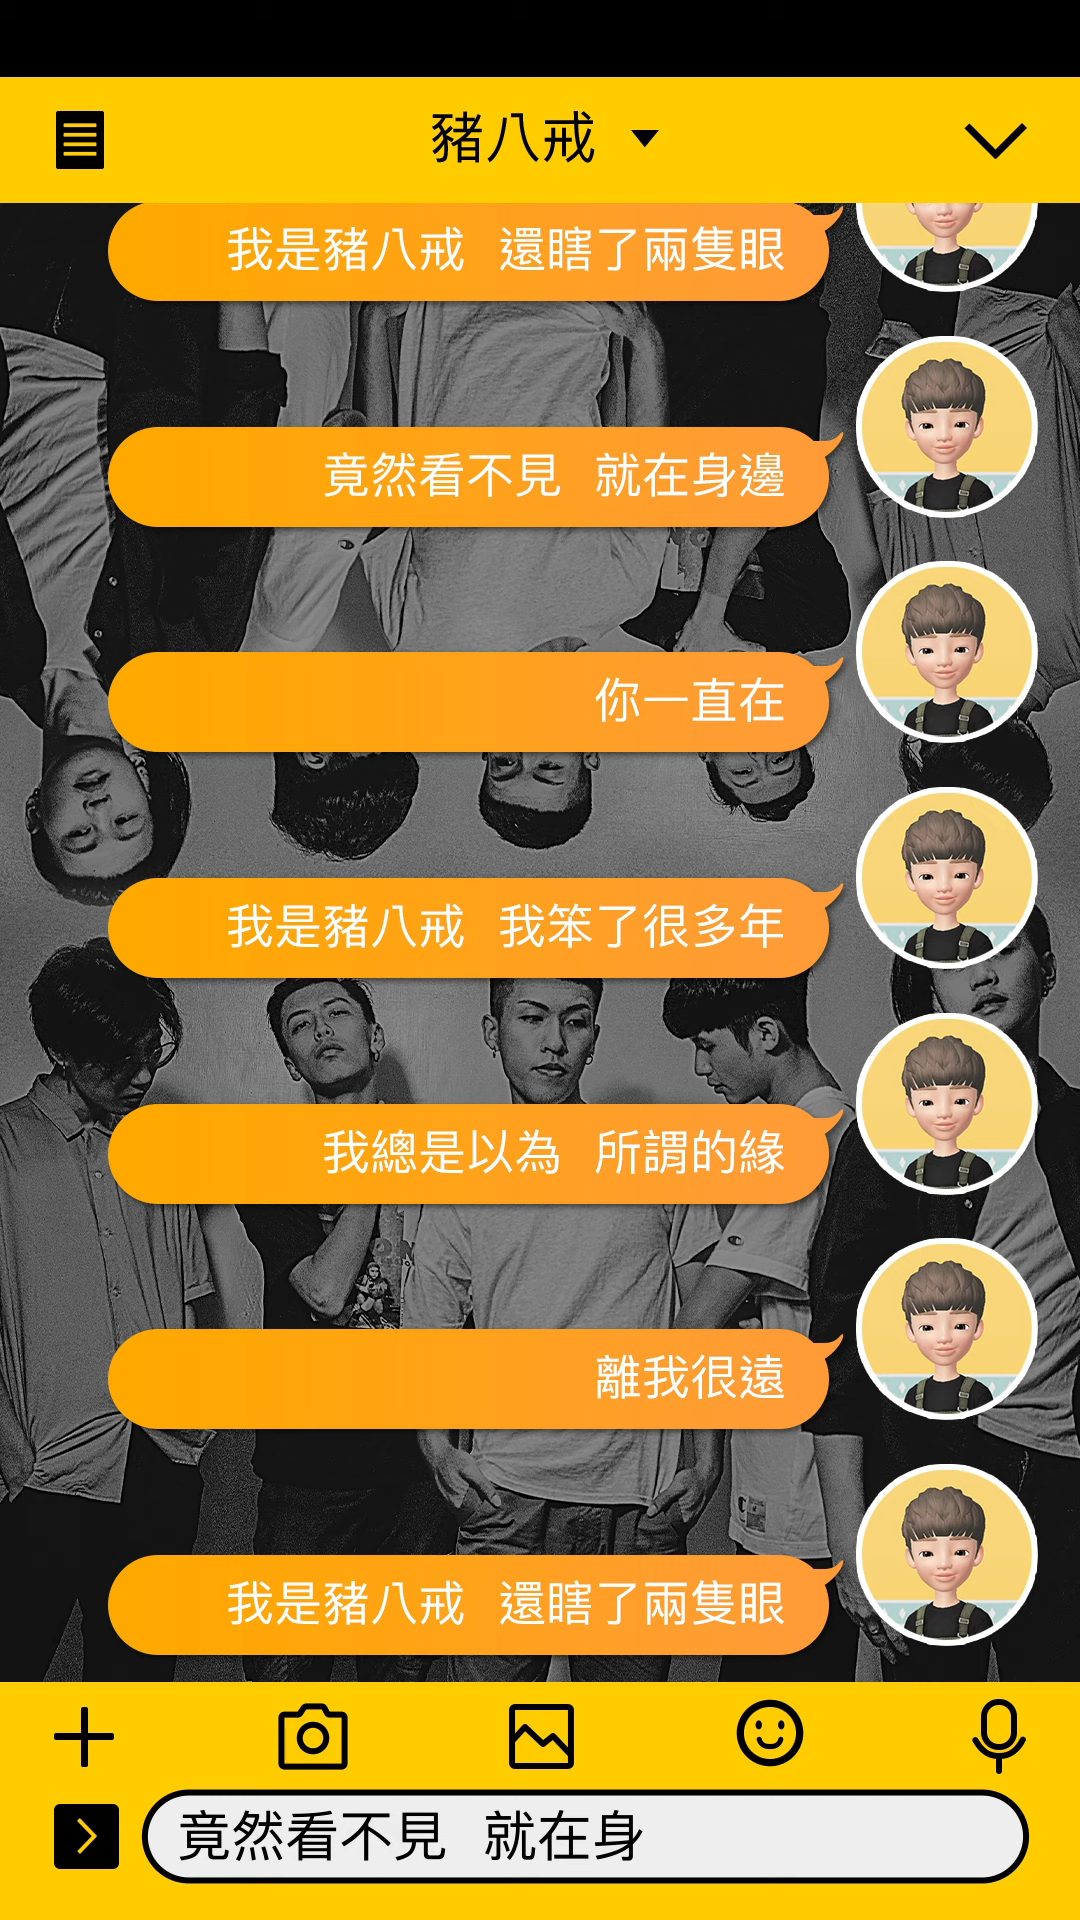 豬八戒
我是豬八戒 還瞎了兩隻眼
竟然看不見 就在身邊
你一直在
我是豬八戒 我笨了很多年
我總是以為 所謂的緣
離我很遠
我是豬八戒 還瞎了兩隻眼
竟然看不見 就在身